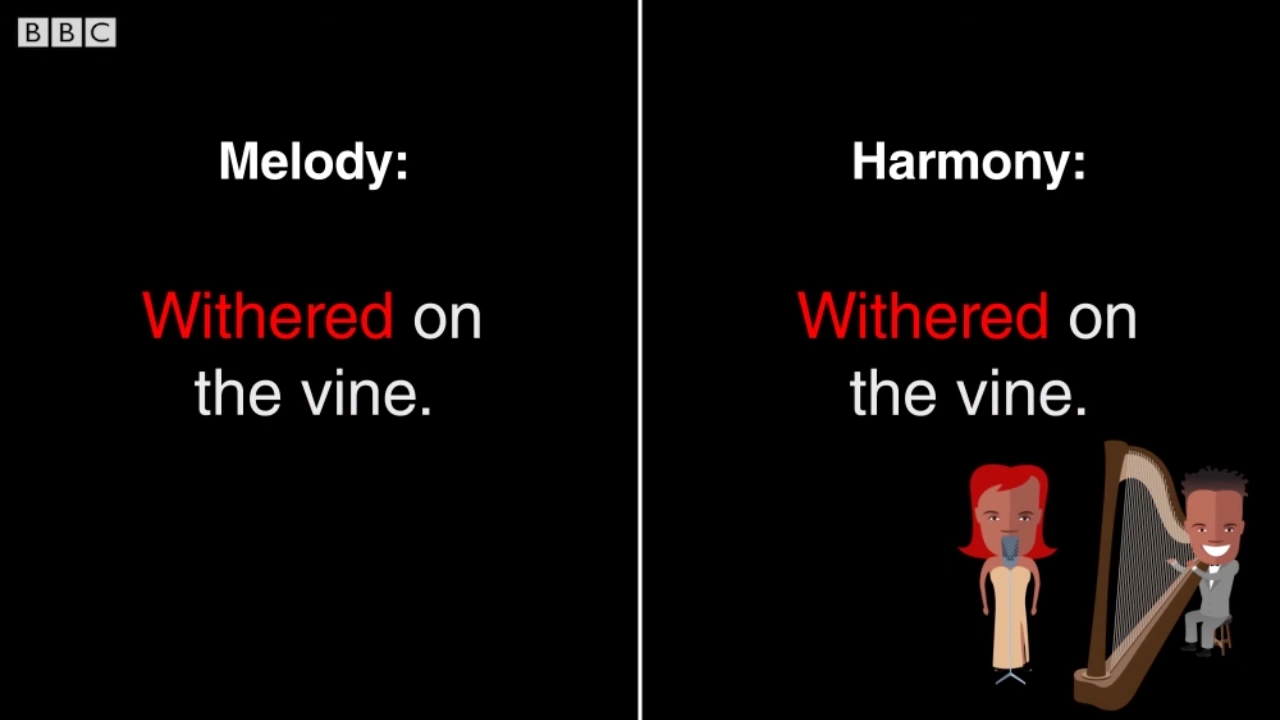 BBC
Melody:
Withered on
the vine.
Harmony:
Withered on
the vine.